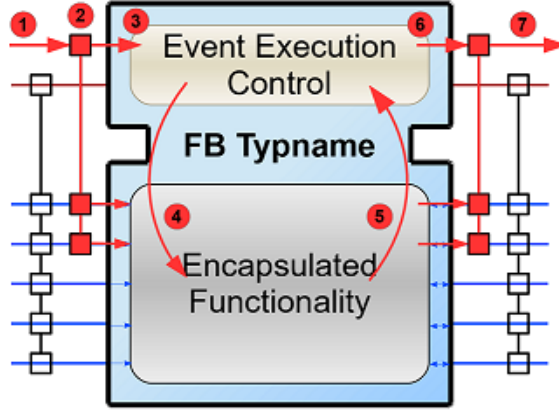 1 2 3 6 7
Event Execution
Control
FB Typname
4 5
Encapsulated
Functionality